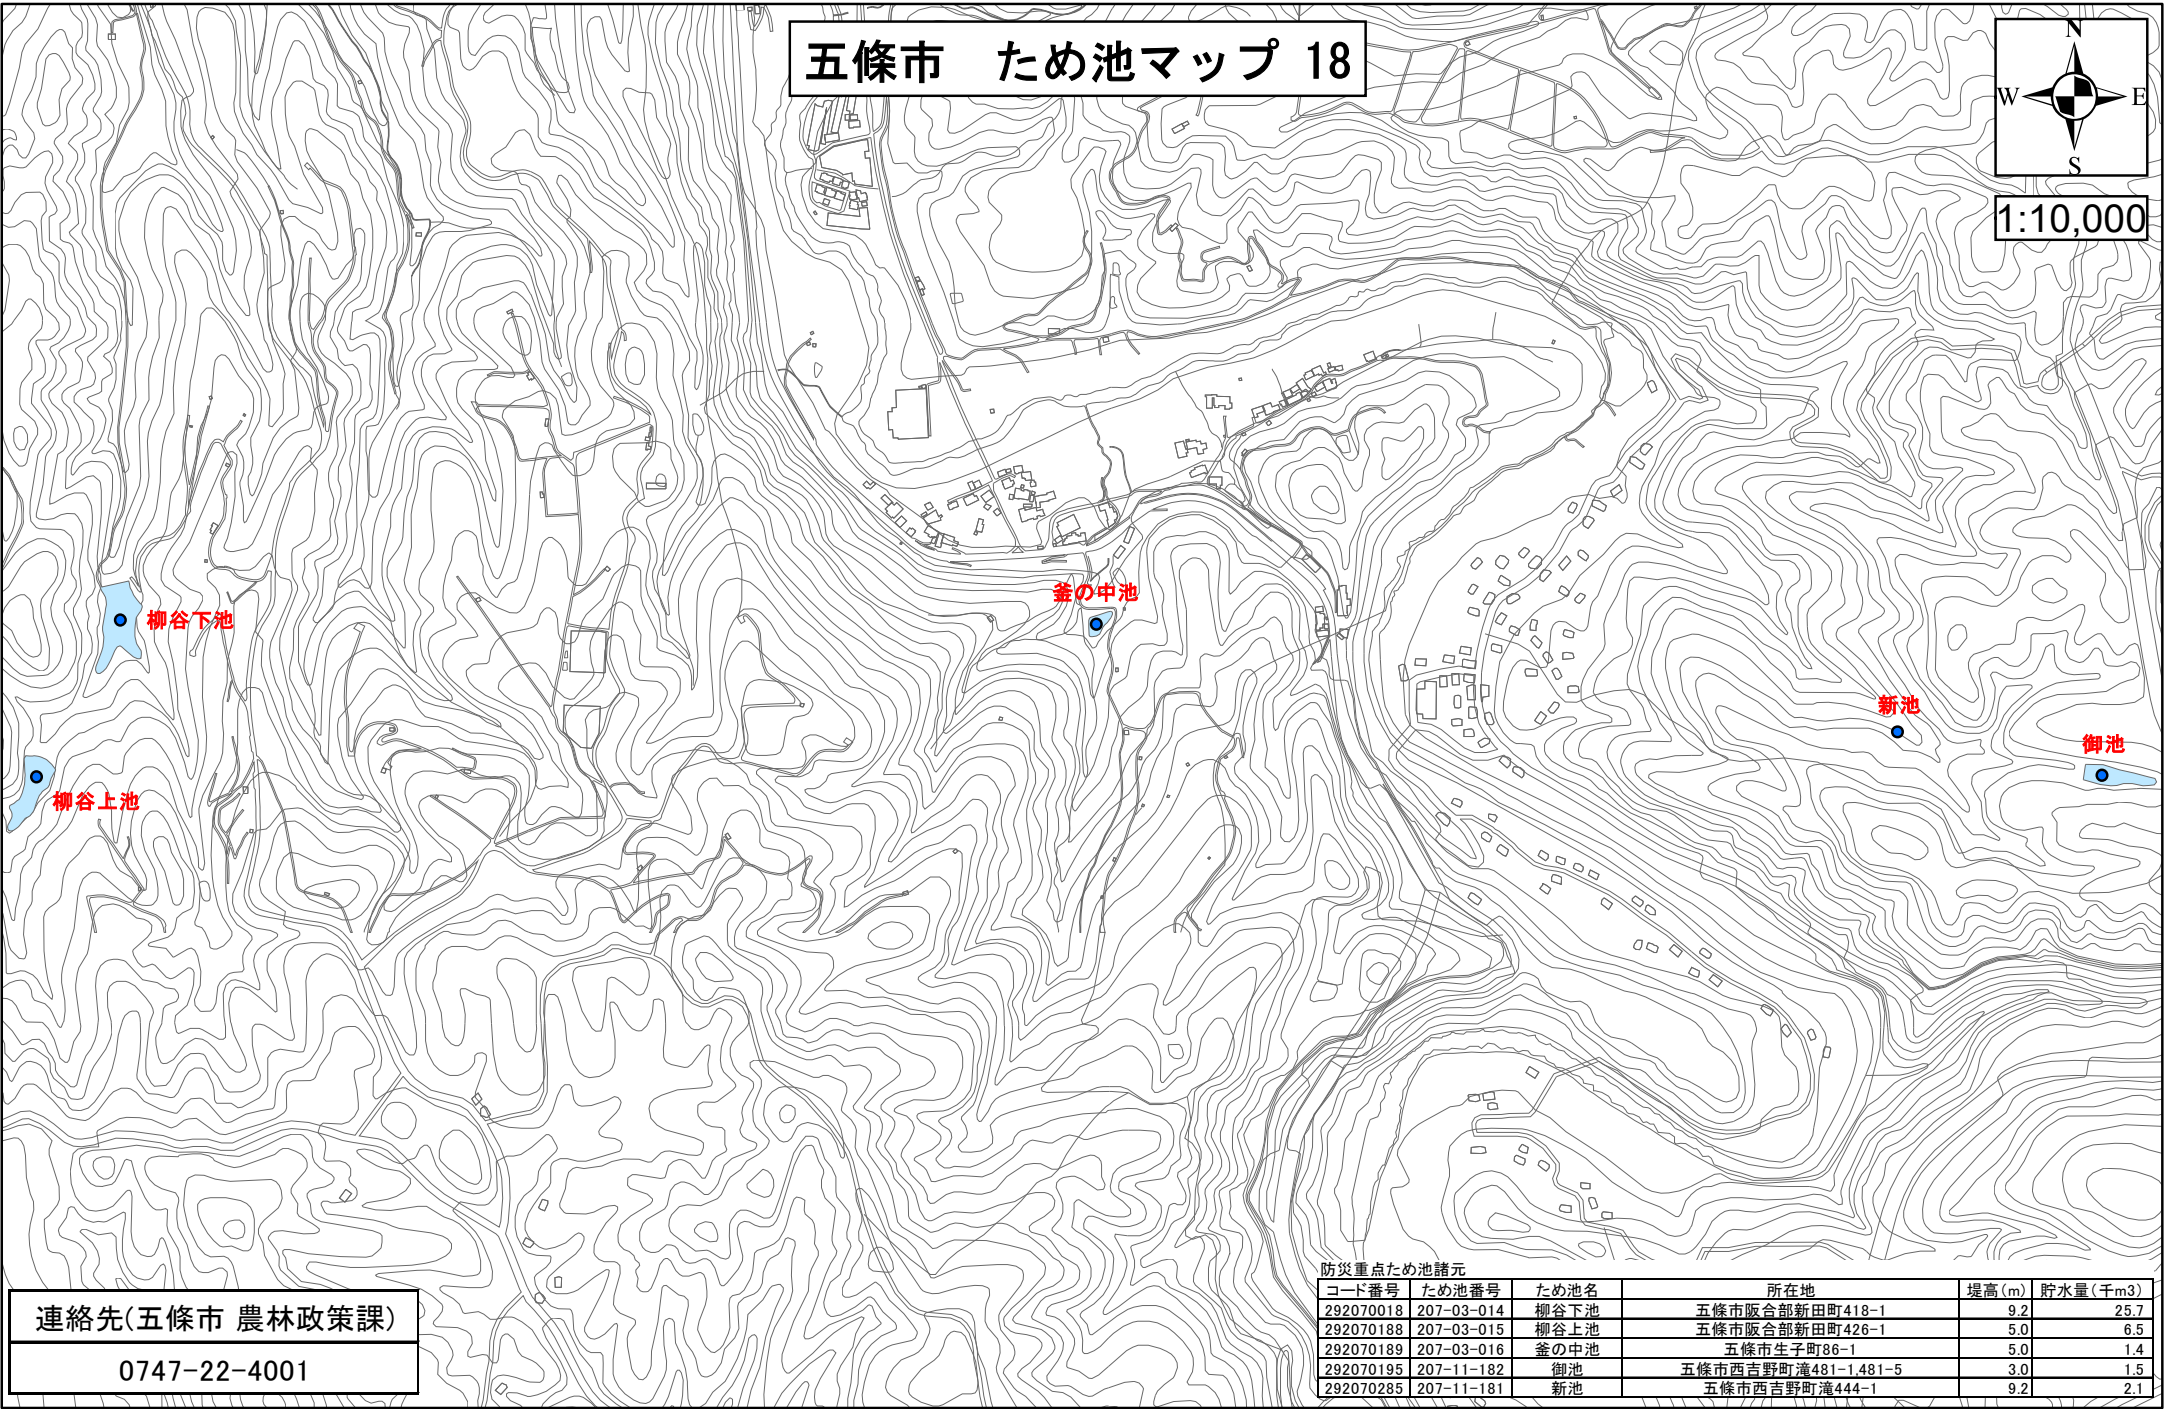 五條市　ため池マップ 18
N
W E
S
1:10,000
釜の中池
柳谷下池
新池
御池
柳谷上池
防災重点ため池諸元
コード番号 ため池番号 ため池名 所在地 堤高(m) 貯水量(千m3)
292070018 207-03-014 柳谷下池 五條市阪合部新田町418-1 9.2 25.7
292070188 207-03-015 柳谷上池 五條市阪合部新田町426-1 5.0 6.5
292070189 207-03-016 釜の中池 五條市生子町86-1 5.0 1.4
292070195 207-11-182 御池 五條市西吉野町滝481-1,481-5 3.0 1.5
292070285 207-11-181 新池 五條市西吉野町滝444-1 9.2 2.1
連絡先(五條市 農林政策課)
0747-22-4001